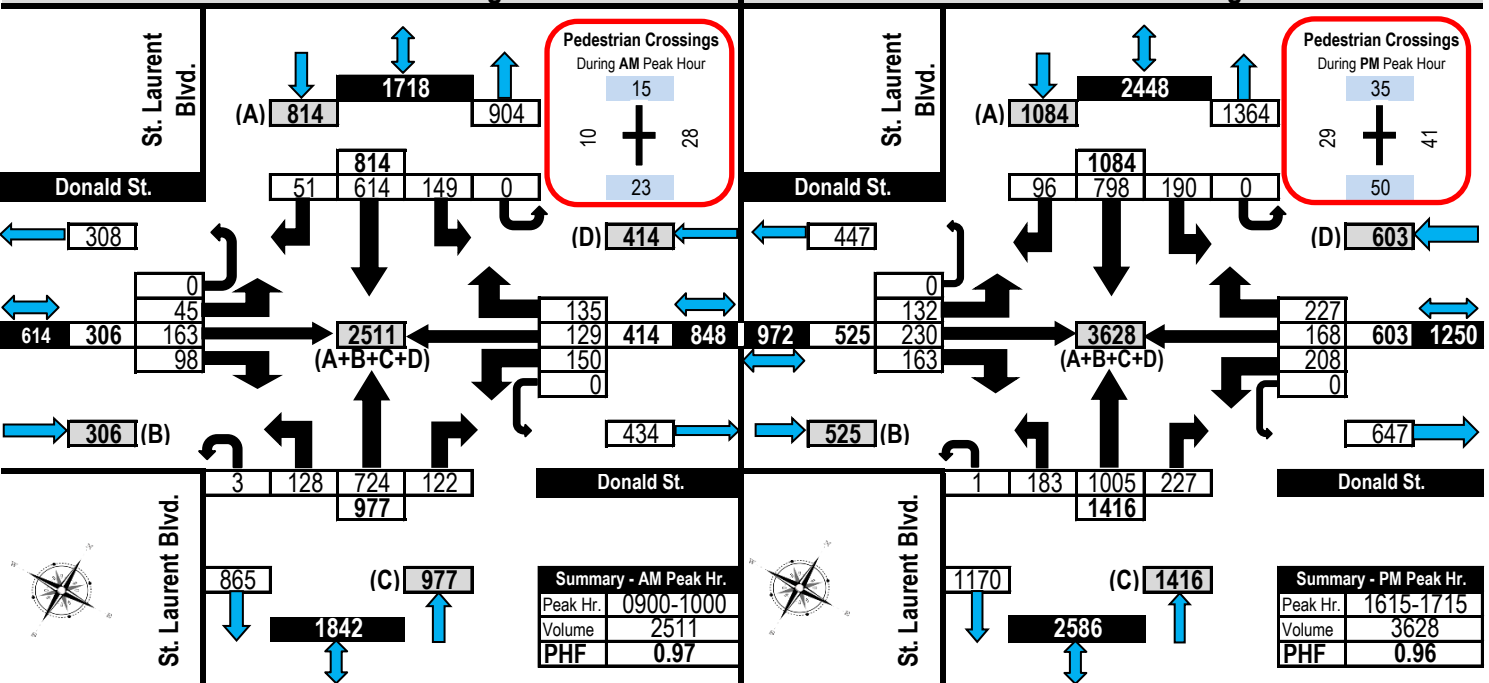 St. Laurent
Blvd.
1718
(A) 814
904
Pedestrian Crossings
During AM Peak Hour
15
10
28
23
814
51 614 149 0
Donald St.
308
(D) 414
0
45
163
98
614 306
2511
(A+B+C+D)
135
129
150
0
414 848
306 (B)
434
3 128 724 122
977
Donald St.
St. Laurent Blvd.
865
(C) 977
1842
Summary - AM Peak Hr.
Peak Hr. 0900-1000
Volume 2511
PHF 0.97
St. Laurent
Blvd.
2448
(A) 1084
1364
Pedestrian Crossings
During PM Peak Hour
35
29
41
50
1084
96 798 190 0
Donald St.
447
(D) 603
0
132
230
163
972 525
3628
(A+B+C+D)
227
168
208
0
603 1250
525 (B)
647
1 183 1005 227
1416
Donald St.
St. Laurent Blvd.
1170
(C) 1416
2586
Summary - PM Peak Hr.
Peak Hr. 1615-1715
Volume 3628
PHF 0.96